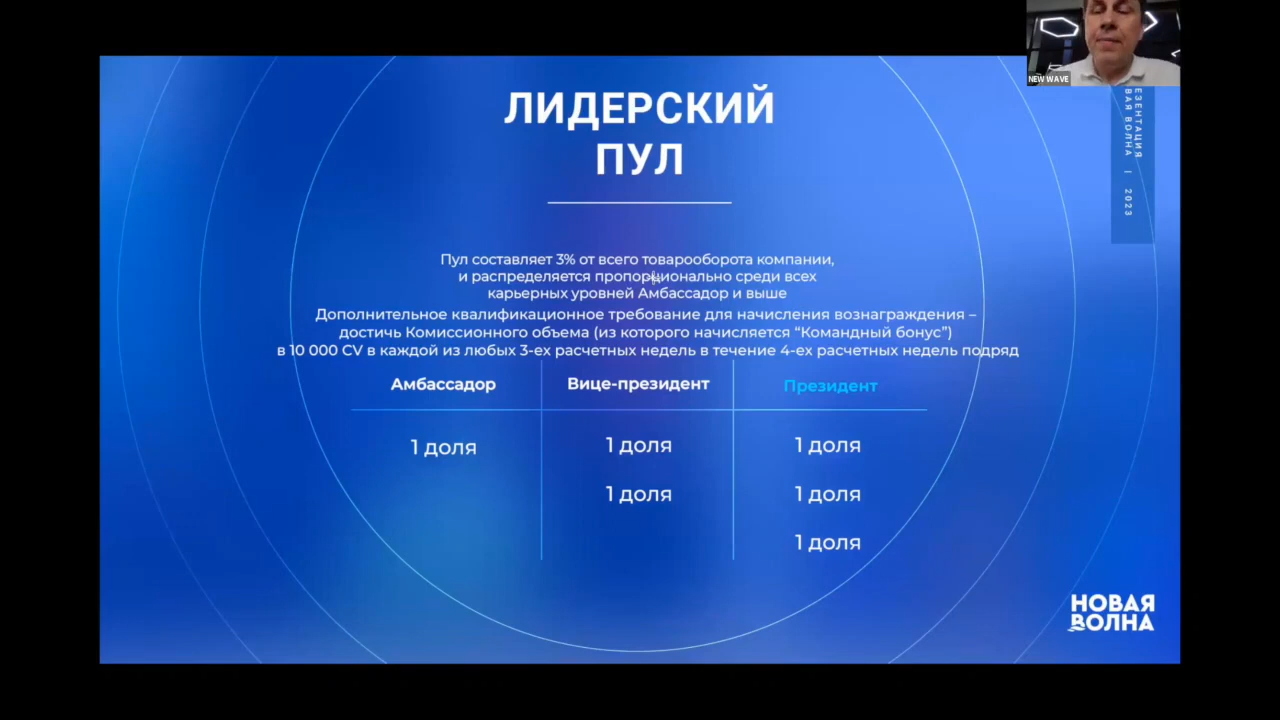 NEW WAVE
ЛИДЕРСКИЙ
ПУЛ
ЕЗЕНТАЦИЯ
ВАЯ ВОЛНА | 2023
Пул составляет 3% от всего товарооборота компании,
и распределяется пропорционально среди всех
карьерных уровней Амбассадор и выше
Дополнительное квалификационное требование для начисления вознаграждения –
достичь Комиссионного объема (из которого начисляется “Командный бонус”)
в 10 000 CV в каждой из любых 3-ех расчетных недель в течение 4-ех расчетных недель подряд
Амбассадор Вице-президент Президент
1 доля 1 доля 1 доля
1 доля 1 доля
1 доля
НОВАЯ
ВОЛНА